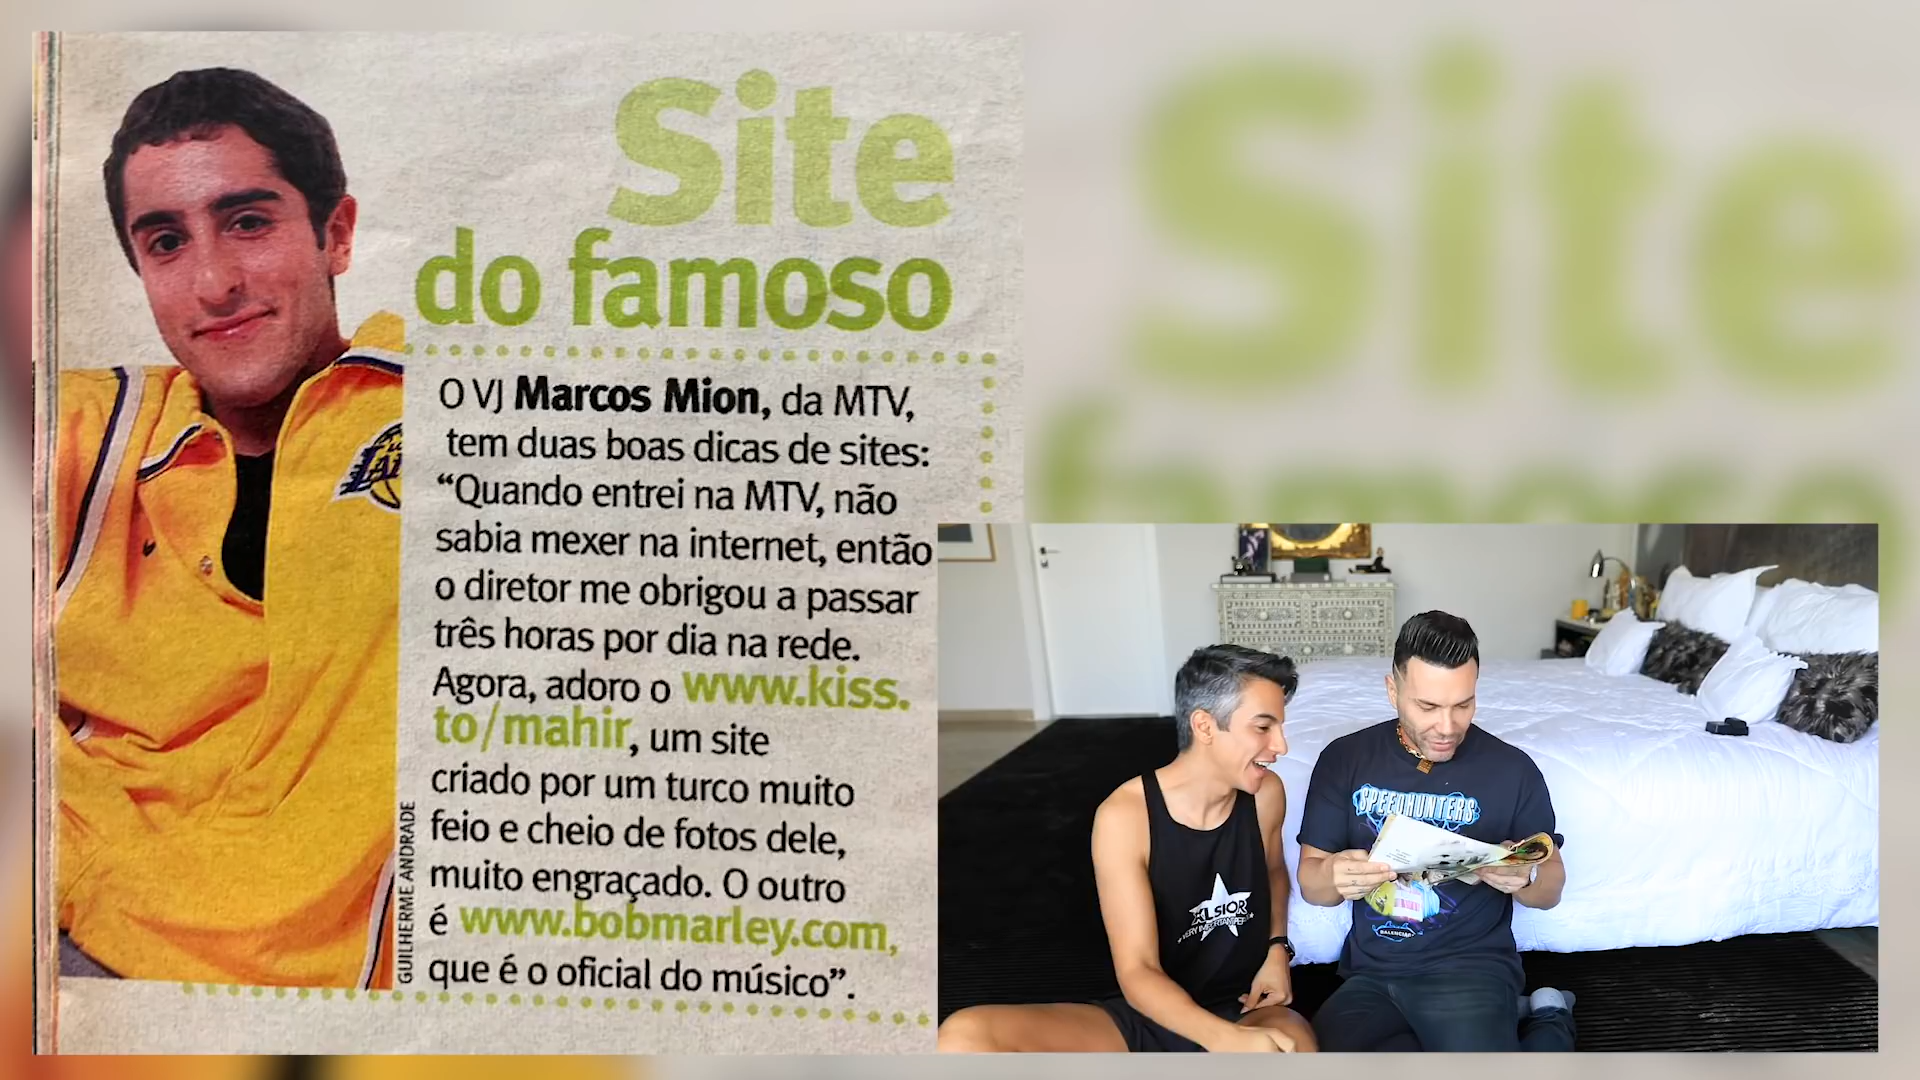 Site
do famoso
O VJ Marcos Mion, da MTV,
tem duas boas dicas de sites:
“Quando entrei na MTV, não
sabia mexer na internet, então
o diretor me obrigou a passar
três horas por dia na rede.
Agora, adoro o www.kiss.
to/mahir, um site
criado por um turco muito
feio e cheio de fotos dele,
muito engraçado. O outro
é www.bobmarley.com,
que é o oficial do músico”.
GUILHERME ANDRADE
Site
SPEEDHUNTERS